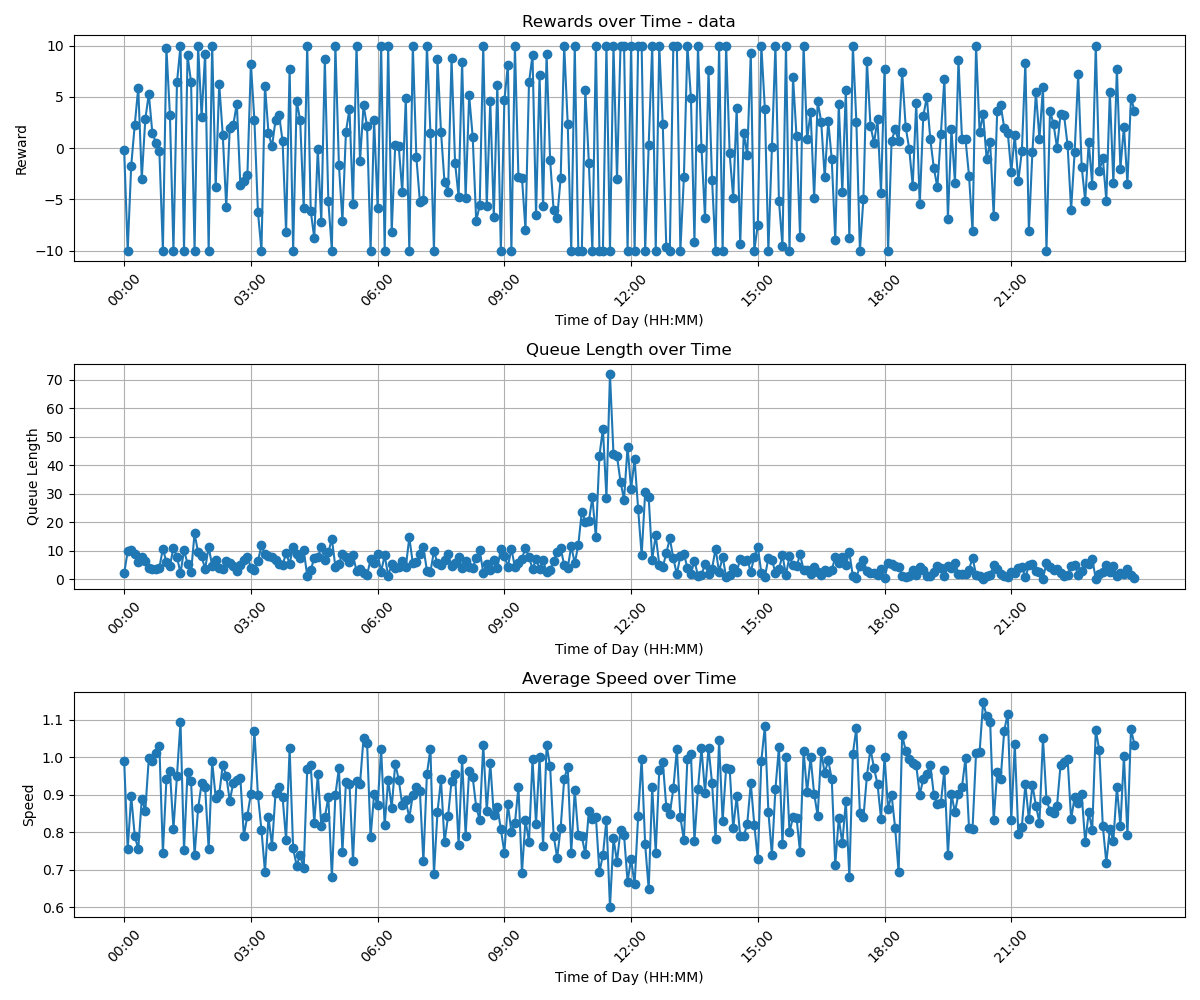 Rewards over Time - data
10
5
0
−5
−10
Reward
00:00 03:00 06:00 09:00 12:00 15:00 18:00 21:00
Time of Day (HH:MM)
Queue Length over Time
70
60
50
40
30
20
10
0
Queue Length
00:00 03:00 06:00 09:00 12:00 15:00 18:00 21:00
Time of Day (HH:MM)
Average Speed over Time
1.1
1.0
0.9
0.8
0.7
0.6
Speed
00:00 03:00 06:00 09:00 12:00 15:00 18:00 21:00
Time of Day (HH:MM)